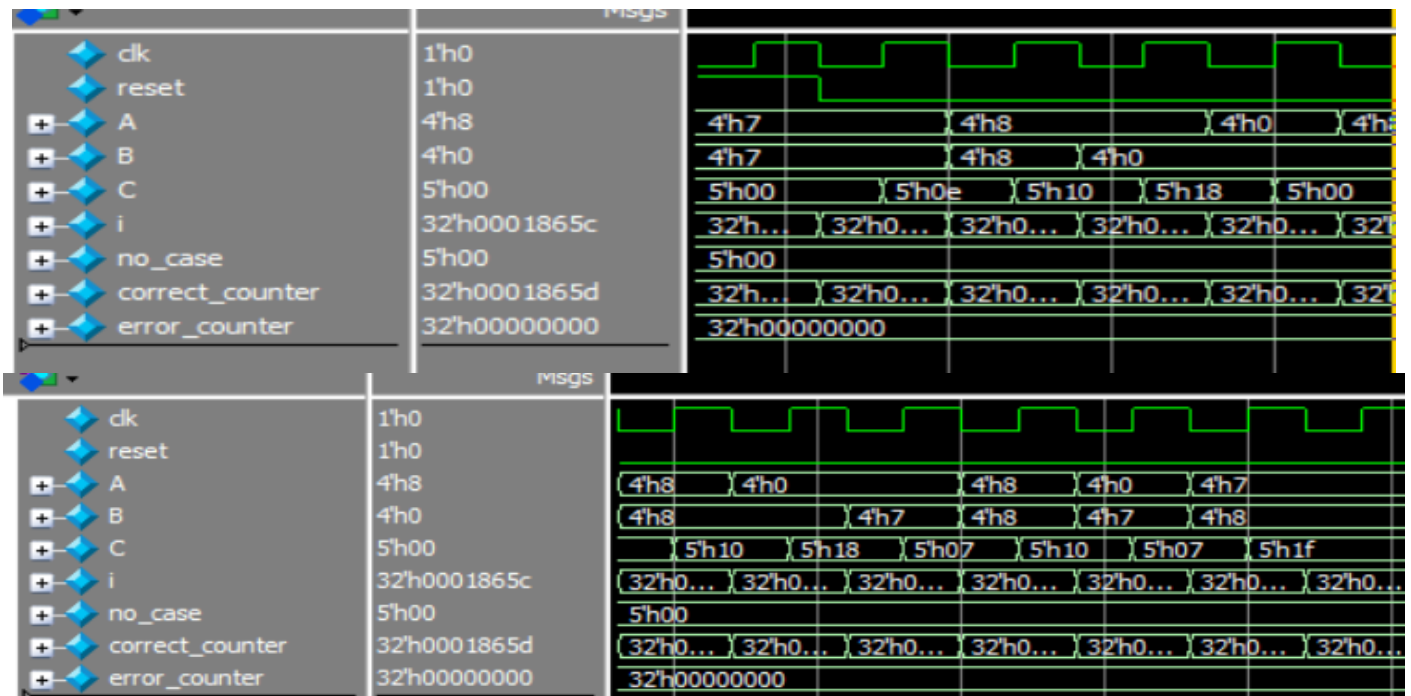 Msgs
clk 1'h0
reset 1'h0
A 4'h8 4'h7 4'h8 4'h0
B 4'h0 4'h7 4'h8 4'h0
C 5'h00 5'h00 5'h0e 5'h10 5'h18 5'h00
i 32'h0001865c 32'h... 32'h0... 32'h0... 32'h0... 32'h0...
no_case 5'h00 5'h00
correct_counter 32'h0001865d 32'h... 32'h0... 32'h0... 32'h0... 32'h0...
error_counter 32'h00000000 32'h00000000
Msgs
clk 1'h0
reset 1'h0
A 4'h8 4'h8 4'h0 4'h8 4'h0 4'h7
B 4'h0 4'h8 4'h7 4'h8 4'h7 4'h8
C 5'h00 5'h10 5'h18 5'h07 5'h10 5'h07 5'h1f
i 32'h0001865c 32'h0... 32'h0... 32'h0... 32'h0... 32'h0... 32'h0... 32'h0...
no_case 5'h00 5'h00
correct_counter 32'h0001865d 32'h0... 32'h0... 32'h0... 32'h0... 32'h0... 32'h0... 32'h0...
error_counter 32'h00000000 32'h00000000